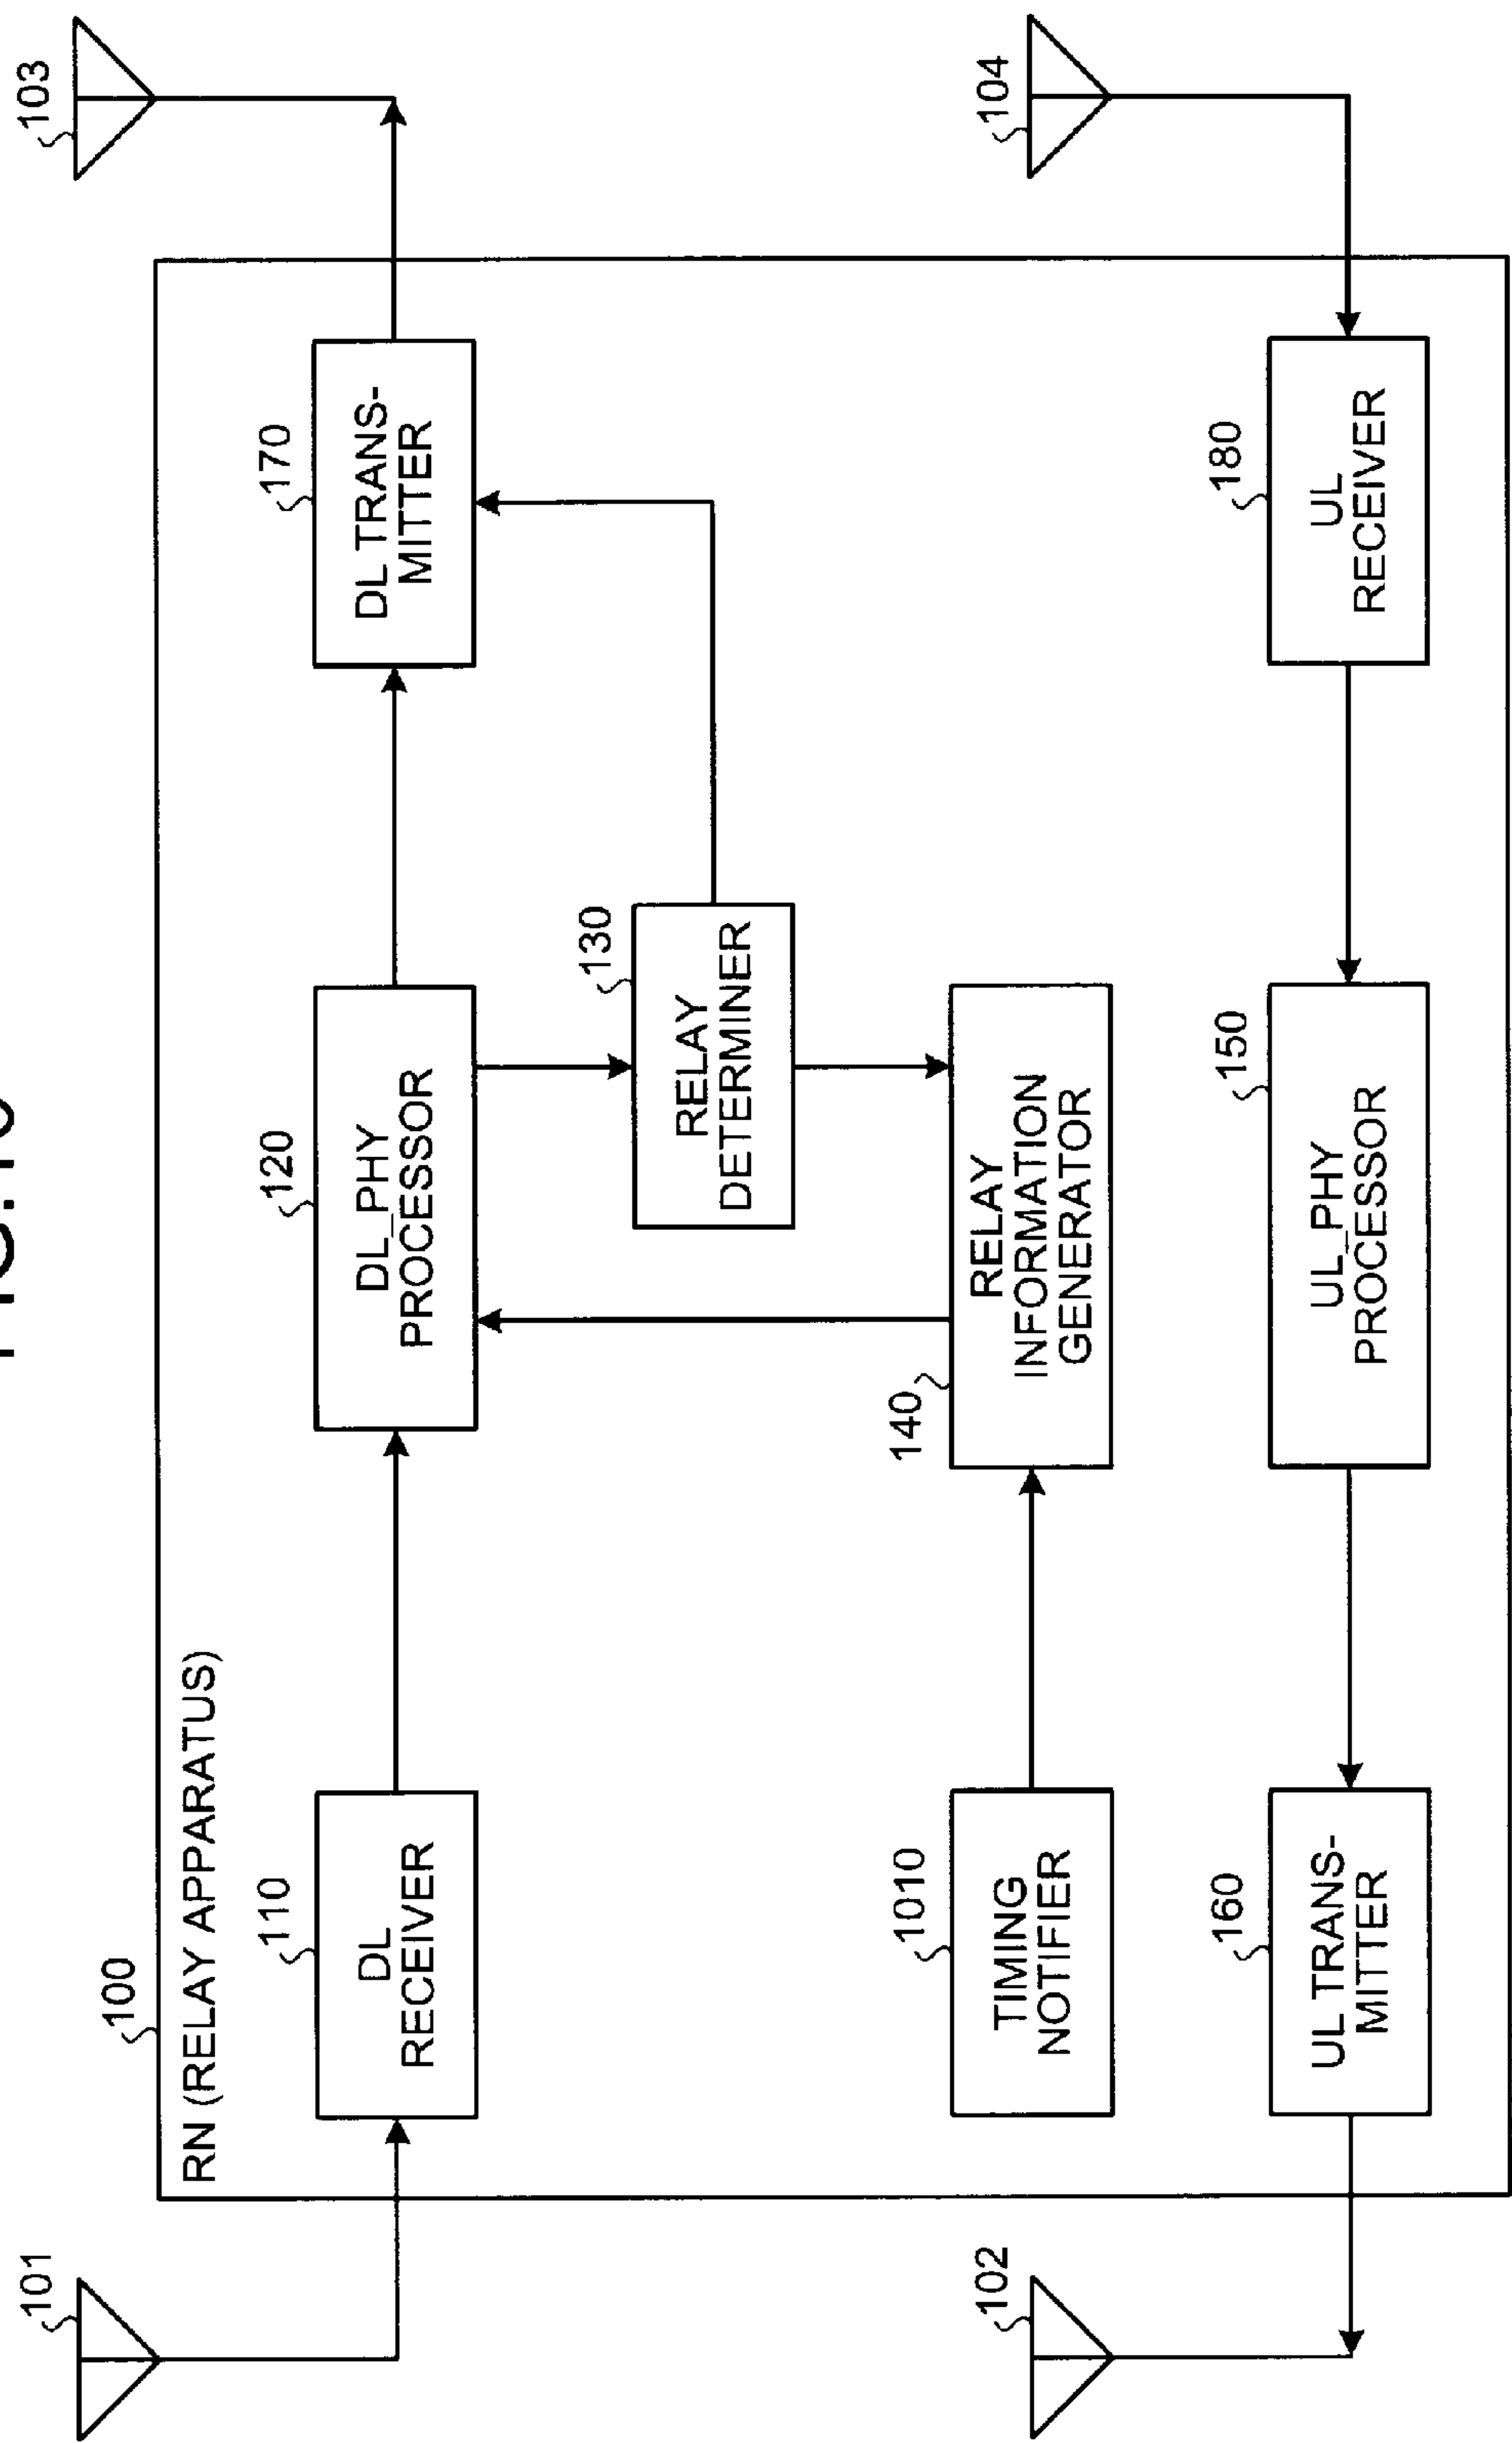 100
RN (RELAY APPARATUS)
101
103
110
DL
RECEIVER
120
DL_PHY
PROCESSOR
170
DL TRANS-
MITTER
130
RELAY
DETERMINER
102
1010
TIMING
NOTIFIER
140
RELAY
INFORMATION
GENERATOR
104
160
UL TRANS-
MITTER
150
UL_PHY
PROCESSOR
180
UL
RECEIVER